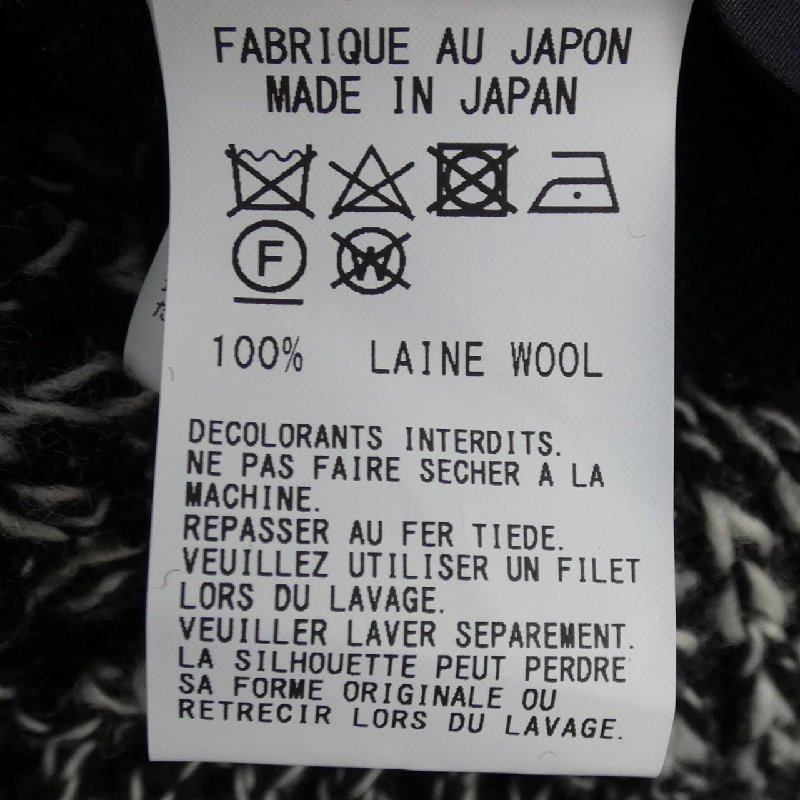 FABRIQUE AU JAPON
MADE IN JAPAN
F W
100% LAINE WOOL
DECOLORANTS INTERDITS.
NE PAS FAIRE SECHER A LA
MACHINE.
REPASSER AU FER TIEDE.
VEUILLEZ UTILISER UN FILET
LORS DU LAVAGE.
VEUILLER LAVER SEPAREMENT.
LA SILHOUETTE PEUT PERDRE
SA FORME ORIGINALE OU
RETRECIR LORS DU LAVAGE.